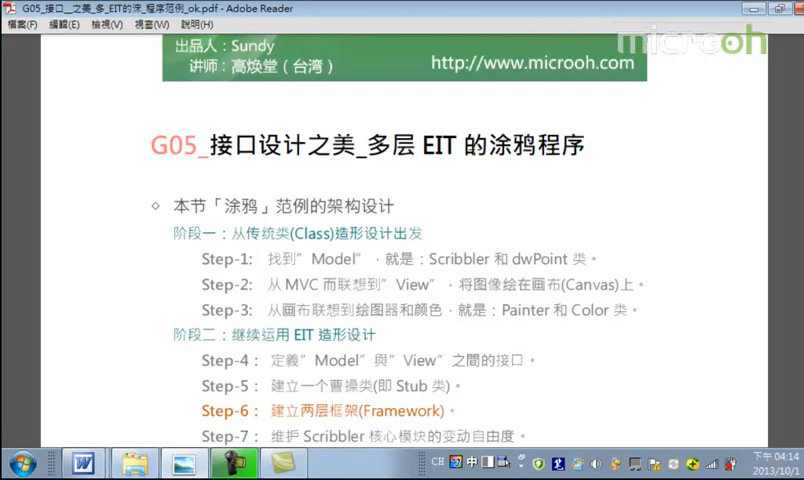 G05_接口__之美_多_EIT的涂_程序范例_ok.pdf - Adobe Reader
檔案(F) 編輯(E) 檢視(V) 視窗(W) 說明(H)
microoh
出品人：Sundy
讲师：高焕堂（台湾）
http://www.microoh.com
G05_接口设计之美_多层 EIT 的涂鸦程序
◇ 本节「涂鸦」范例的架构设计
阶段一：从传统类(Class)造形设计出发
Step-1: 找到”Model”，就是：Scribbler 和 dwPoint 类。
Step-2: 从 MVC 而联想到”View”，将图像绘在画布(Canvas)上。
Step-3: 从画布联想到绘图器和颜色，就是：Painter 和 Color 类。
阶段二：继续运用 EIT 造形设计
Step-4： 定義”Model”與”View”之間的接口。
Step-5： 建立一个曹操类(即 Stub 类)。
Step-6： 建立两层框架(Framework)。
Step-7： 维护 Scribbler 核心模块的变动自由度。
CH 中
下午 04:14
2013/10/1